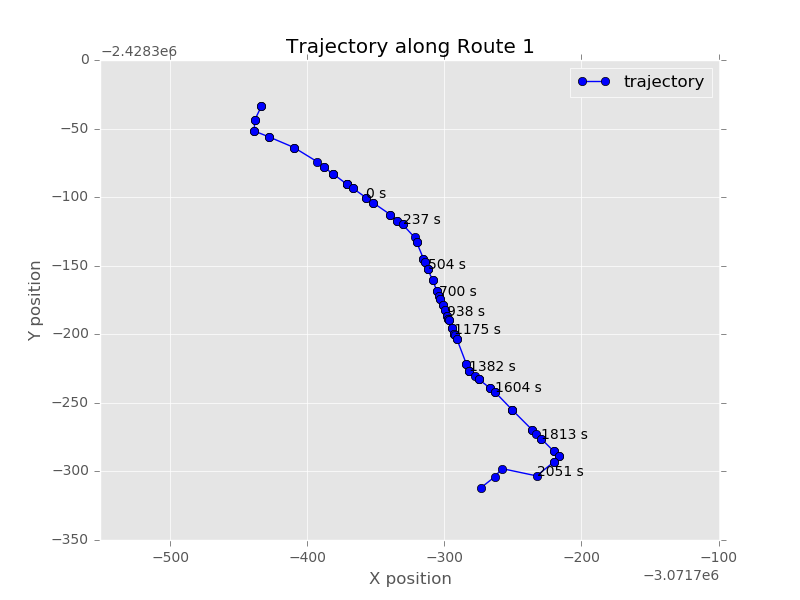 Trajectory along Route 1
−2.4283e6
trajectory
0
−50
−100
−150
−200
−250
−300
−350
Y position
0 s
237 s
504 s
700 s
938 s
1175 s
1382 s
1604 s
1813 s
2051 s
−500
−400
−300
−200
−100
X position
−3.0717e6